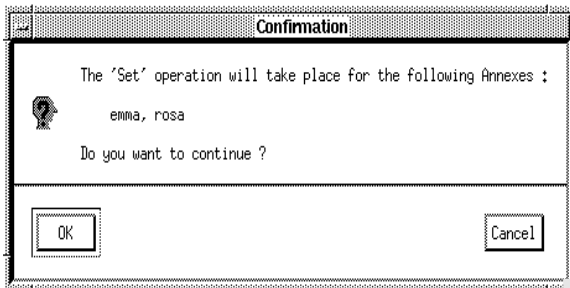 Confirmation
The 'Set' operation will take place for the following Annexes :
emma, rosa
Do you want to continue ?
OK
Cancel